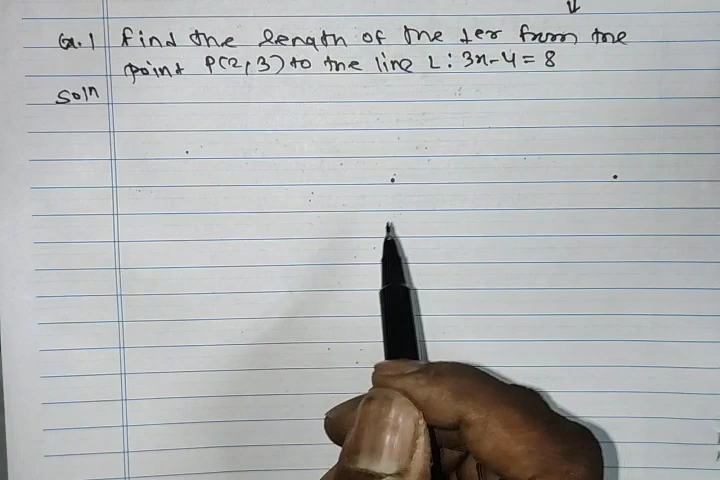 Q.1 Find the length of the ⊥er from the
point P(2,3) to the line L: 3x-y=8
Soln